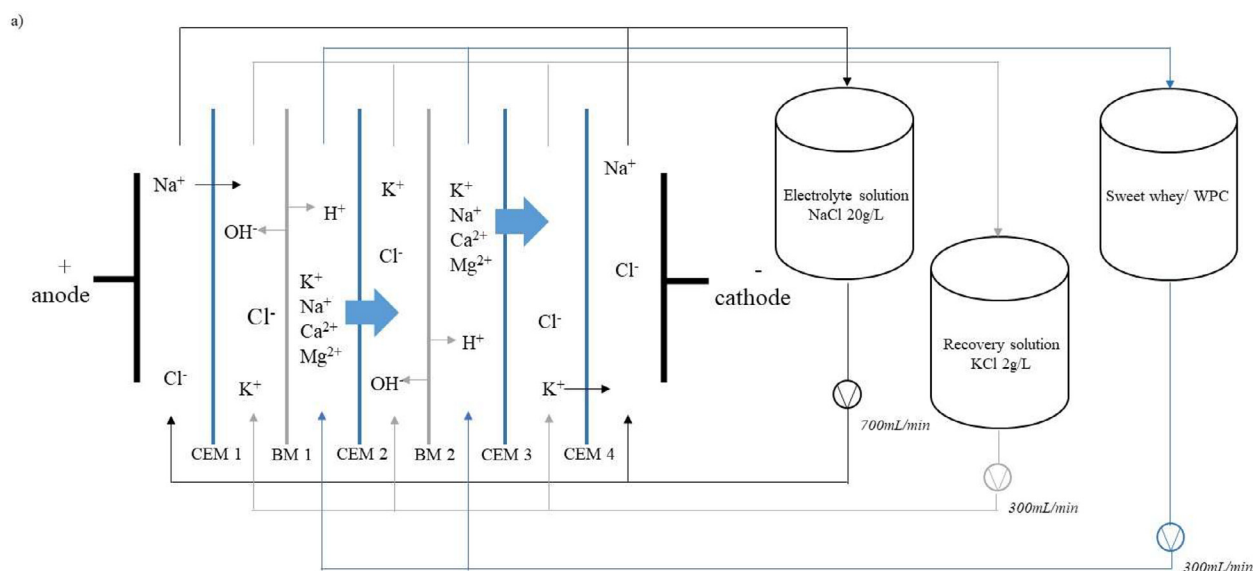 a)
Na⁺
OH⁻
H⁺
K⁺
Cl⁻
K⁺
Na⁺
Ca²⁺
Mg²⁺
Na⁺
Cl⁻
+
anode
Cl⁻
K⁺
Na⁺
Ca²⁺
Mg²⁺
Cl⁻
K⁺
OH⁻
H⁺
Cl⁻
K⁺
Cl⁻
-
cathode
CEM 1
BM 1
CEM 2
BM 2
CEM 3
CEM 4
Electrolyte solution
NaCl 20g/L
Sweet whey/ WPC
Recovery solution
KCl 2g/L
700mL/min
300mL/min
300mL/min